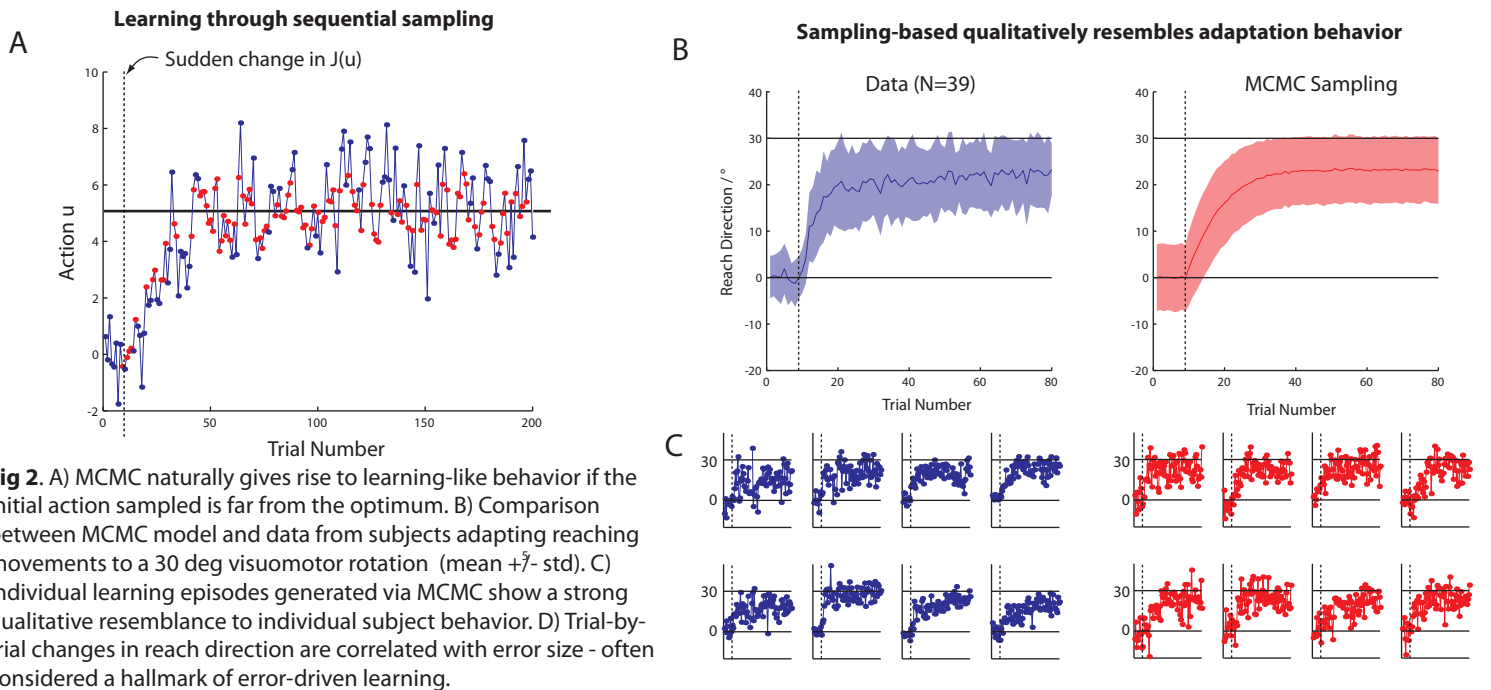 Learning through sequential sampling
A
Sudden change in J(u)
10
8
6
4
2
0
-2
Action u
0 50 100 150 200
Trial Number
Sampling-based qualitatively resembles adaptation behavior
B
Data (N=39)
40
30
20
10
0
-10
-20
Reach Direction / °
0 20 40 60 80
Trial Number
MCMC Sampling
40
30
20
10
0
-10
-20
0 20 40 60 80
Trial Number
C
30
0
30
0
30
0
30
0
ig 2. A) MCMC naturally gives rise to learning-like behavior if the
nitial action sampled is far from the optimum. B) Comparison
between MCMC model and data from subjects adapting reaching
movements to a 30 deg visuomotor rotation (mean +/- std). C)
ndividual learning episodes generated via MCMC show a strong
ualitative resemblance to individual subject behavior. D) Trial-by-
rial changes in reach direction are correlated with error size - often
onsidered a hallmark of error-driven learning.